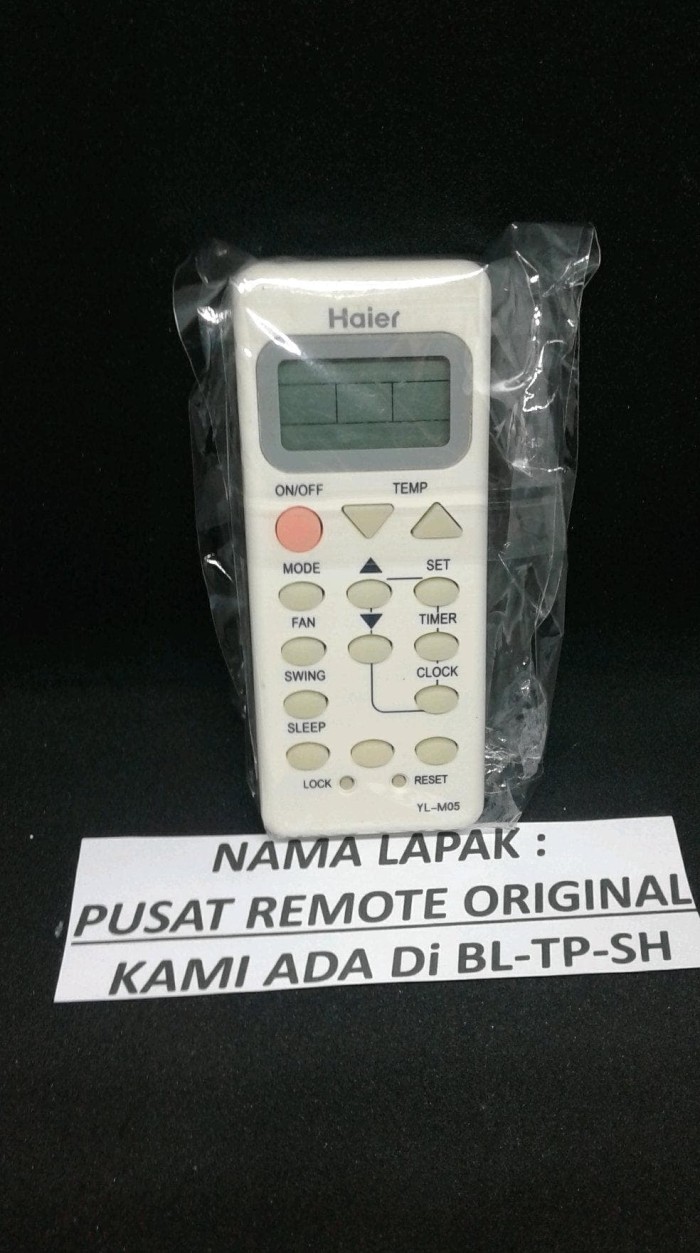 Haier
ON/OFF TEMP
MODE SET
FAN TIMER
SWING CLOCK
SLEEP
LOCK RESET
YL-M05
NAMA LAPAK :
PUSAT REMOTE ORIGINAL
KAMI ADA Di BL-TP-SH